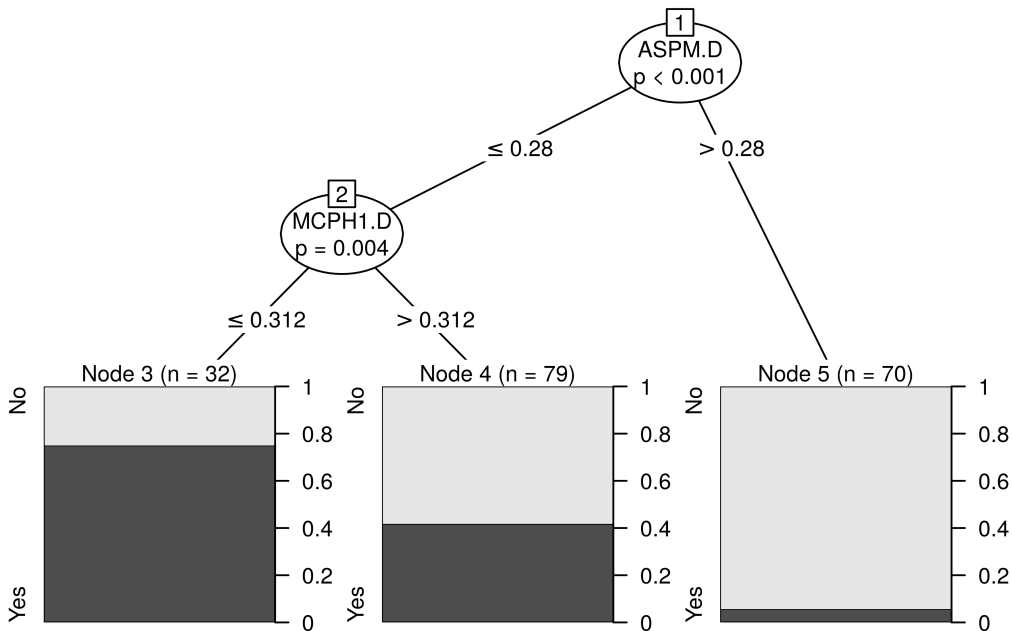 1
ASPM.D
p < 0.001
≤ 0.28
> 0.28
2
MCPH1.D
p = 0.004
≤ 0.312
> 0.312
Node 3 (n = 32)
No
Yes
1
0.8
0.6
0.4
0.2
0
Node 4 (n = 79)
No
Yes
1
0.8
0.6
0.4
0.2
0
Node 5 (n = 70)
No
Yes
1
0.8
0.6
0.4
0.2
0